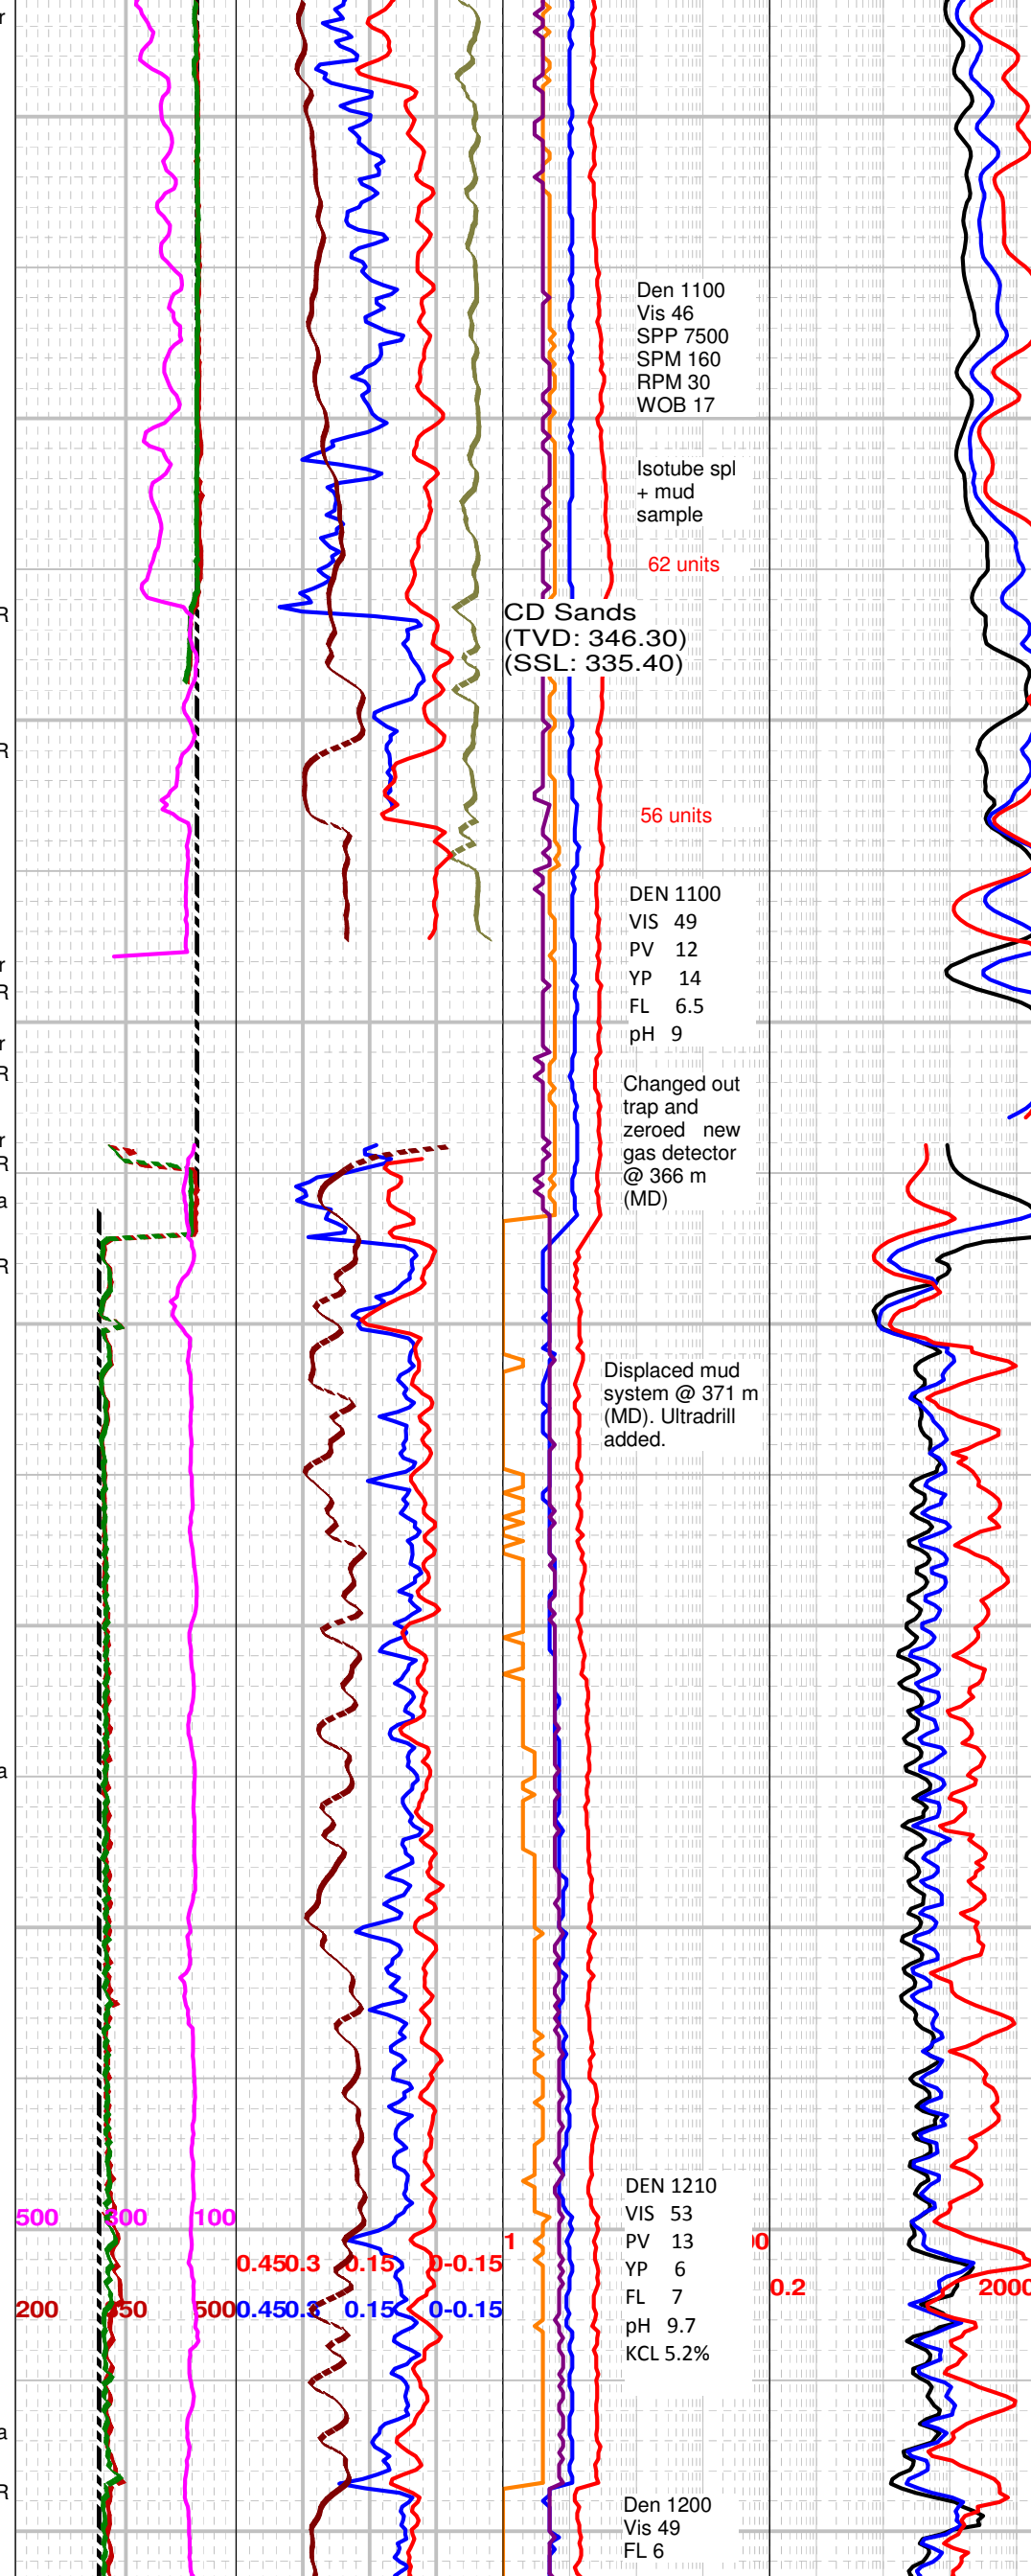 r
Den 1100
Vis 46
SPP 7500
SPM 160
RPM 30
WOB 17
Isotube spl
+ mud
sample
62 units
R
CD Sands
(TVD: 346.30)
(SSL: 335.40)
R
56 units
DEN 1100
VIS 49
PV 12
YP 14
FL 6.5
pH 9
r
R
r
R
Changed out
trap and
zeroed new
gas detector
@ 366 m
(MD)
r
R
a
R
Displaced mud
system @ 371 m
(MD). Ultradrill
added.
a
DEN 1210
VIS 53
PV 13
YP 6
FL 7
pH 9.7
KCL 5.2%
500 300 100
1 00
0.45 0.3 0.15 0 -0.15
0.2 2000
200 350 500 0.45 0.3 0.15 0 -0.15
a
R
Den 1200
Vis 49
FL 6